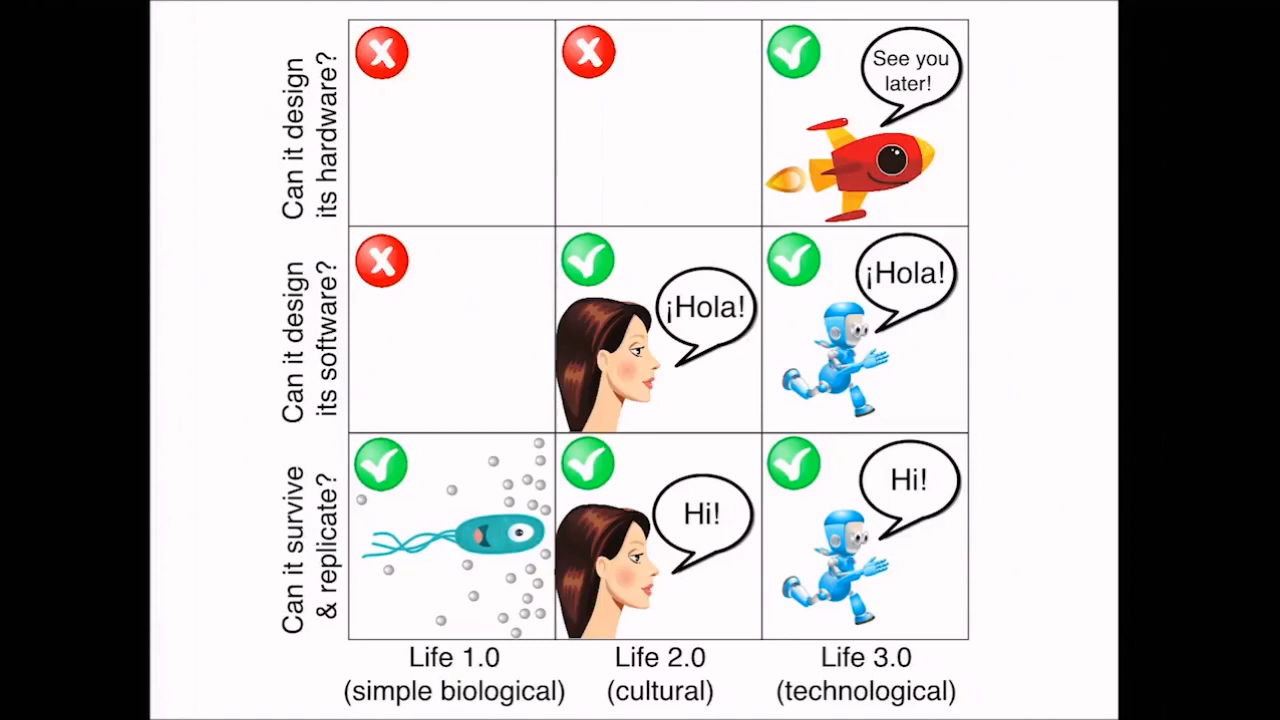 Can it design
its hardware?
See you
later!
Can it design
its software?
¡Hola!
¡Hola!
Can it survive
& replicate?
Hi!
Hi!
Life 1.0
(simple biological)
Life 2.0
(cultural)
Life 3.0
(technological)